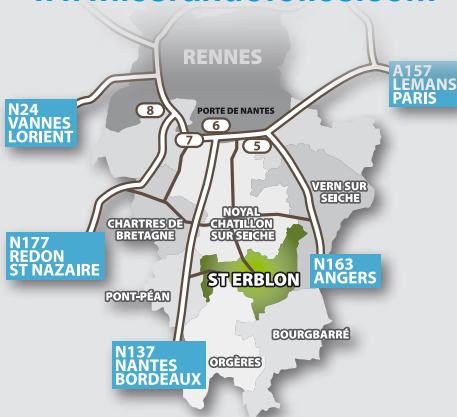 RENNES
A157
LEMANS
PARIS
N24
VANNES
LORIENT
8
PORTE DE NANTES
6
7
5
VERN SUR
SEICHE
CHARTRES DE
BRETAGNE
NOYAL
CHATILLON
SUR SEICHE
N177
REDON
ST NAZAIRE
ST ERBLON
N163
ANGERS
PONT-PÉAN
BOURGBARRÉ
N137
NANTES
BORDEAUX
ORGÈRES